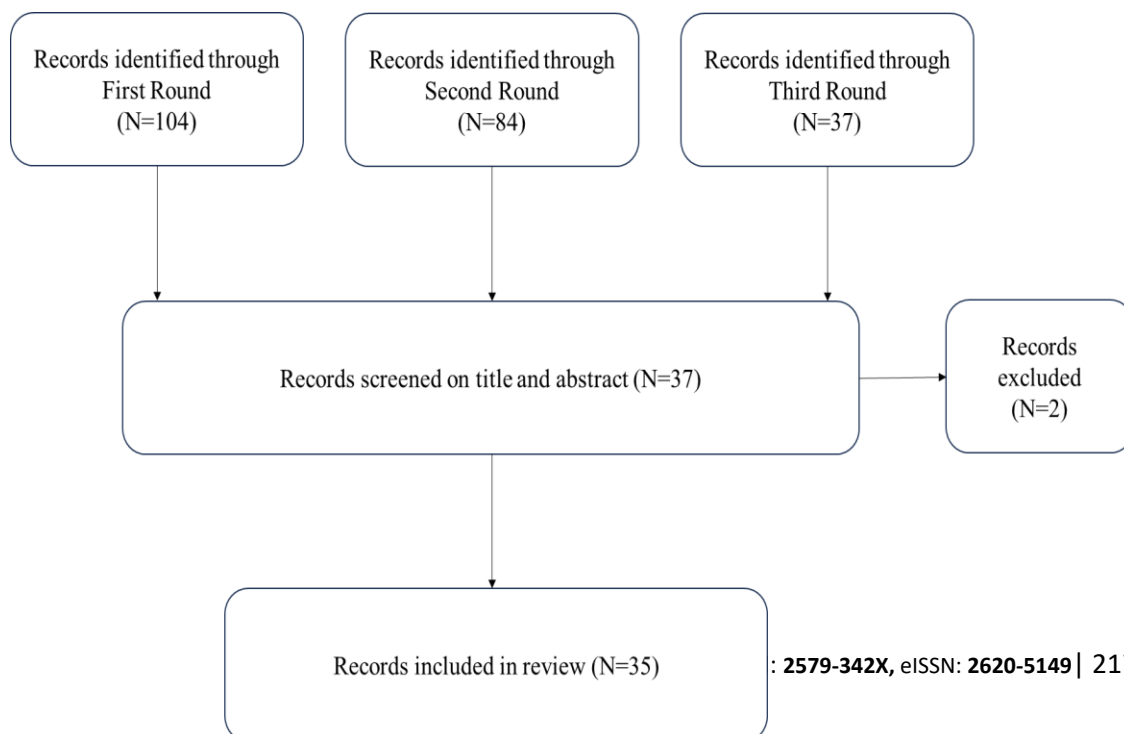 Records identified through
First Round
(N=104)
Records identified through
Second Round
(N=84)
Records identified through
Third Round
(N=37)
Records screened on title and abstract (N=37)
Records
excluded
(N=2)
Records included in review (N=35)
: 2579-342X, eISSN: 2620-5149 | 21